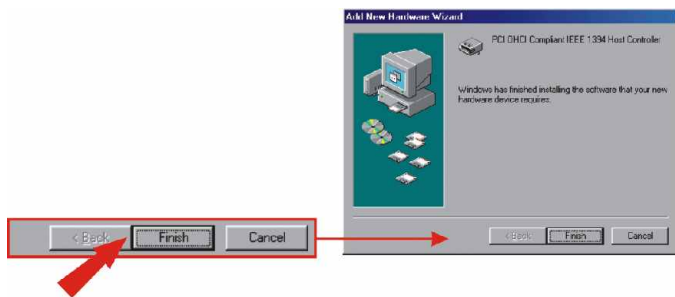 Add New Hardware Wizard
PCI OHCI Compliant IEEE 1394 Host Controller
Windows has finished installing the software that your new
hardware device requires.
< Back Finish Cancel
< Back Finish Cancel